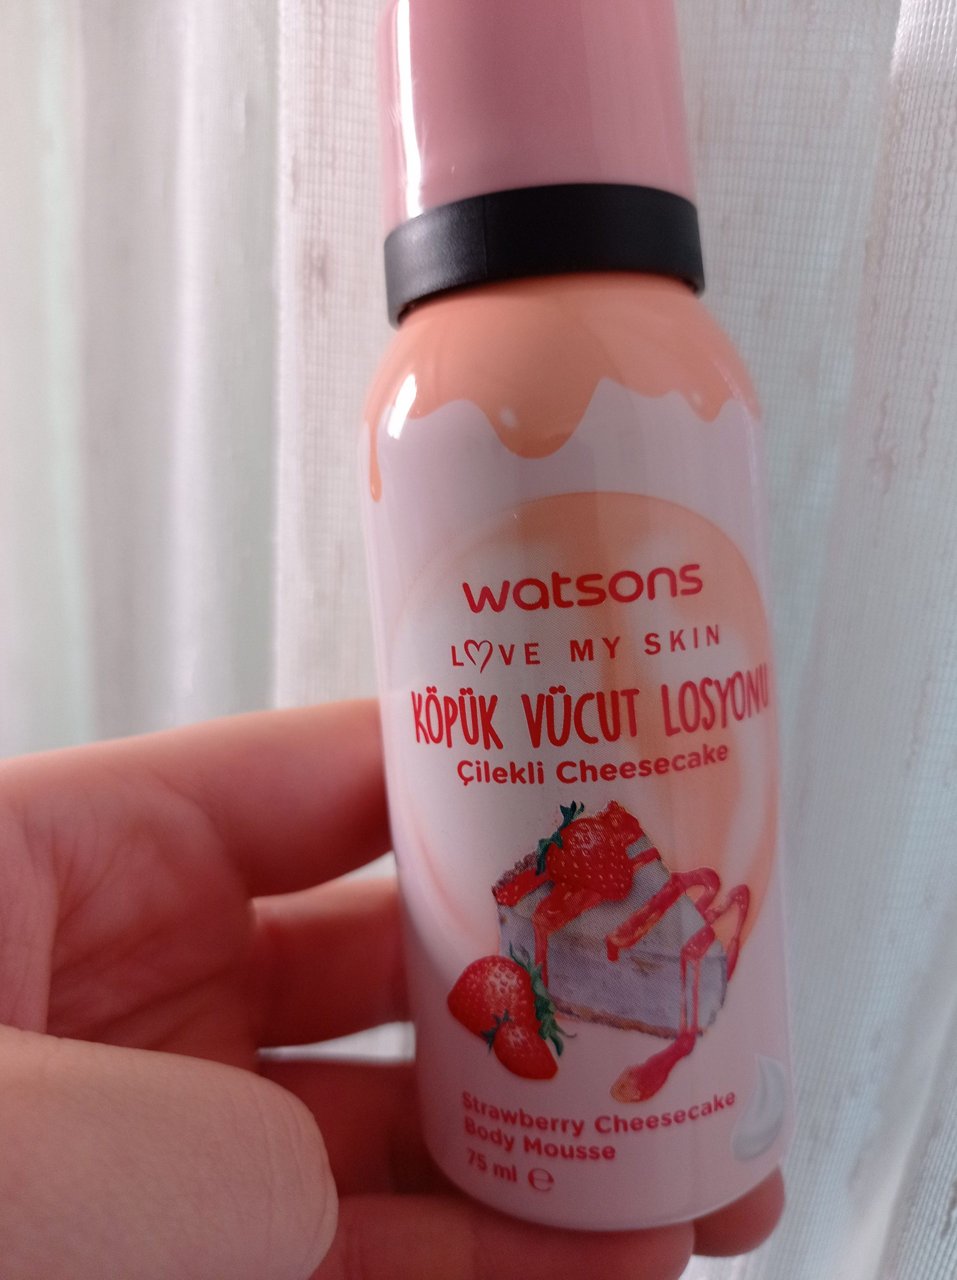 watsons
LOVE MY SKIN
KÖPÜK VÜCUT LOSYONU
Çilekli Cheesecake
Strawberry Cheesecake
Body Mousse
75 ml ℮